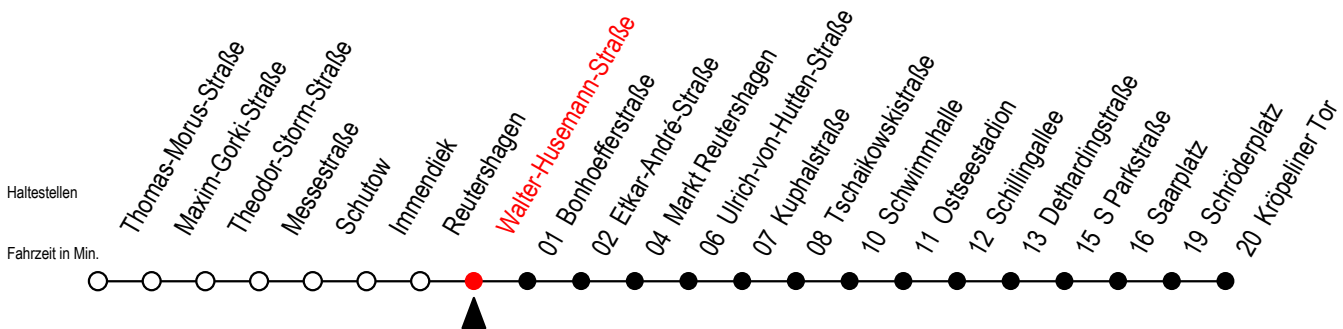 Haltestellen
Fahrzeit in Min.
Thomas-Morus-Straße
Maxim-Gorki-Straße
Theodor-Storm-Straße
Messestraße
Schutow
Immendiek
Reutershagen
Walter-Husemann-Straße
01 Bonhoefferstraße
02 Etkar-André-Straße
04 Markt Reutershagen
06 Ulrich-von-Hutten-Straße
07 Kuphalstraße
08 Tschaikowskistraße
10 Schwimmhalle
11 Ostseestadion
12 Schillingallee
13 Dethardingstraße
15 S Parkstraße
16 Saarplatz
19 Schröderplatz
20 Kröpeliner Tor